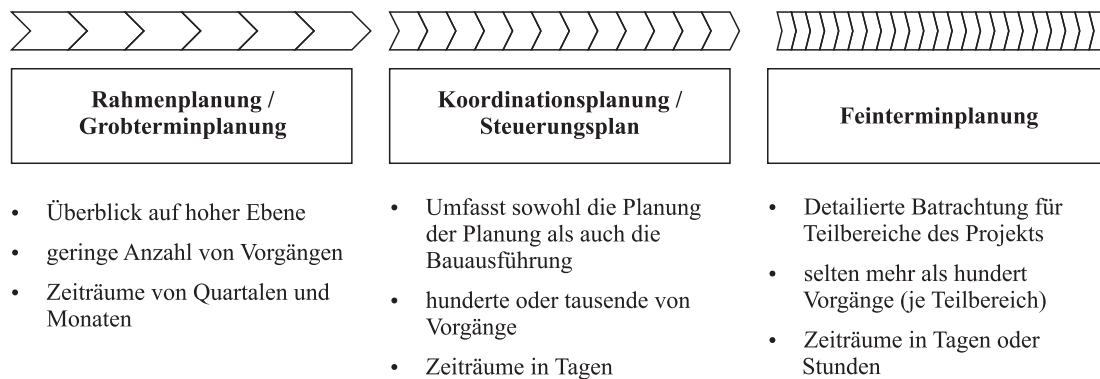 Rahmenplanung /
Grobterminplanung
• Überblick auf hoher Ebene
• geringe Anzahl von Vorgängen
• Zeiträume von Quartalen und
Monaten
Koordinationsplanung /
Steuerungsplan
• Umfasst sowohl die Planung
der Planung als auch die
Bauausführung
• hunderte oder tausende von
Vorgänge
• Zeiträume in Tagen
Feinterminplanung
• Detailierte Batrachtung für
Teilbereiche des Projekts
• selten mehr als hundert
Vorgänge (je Teilbereich)
• Zeiträume in Tagen oder
Stunden